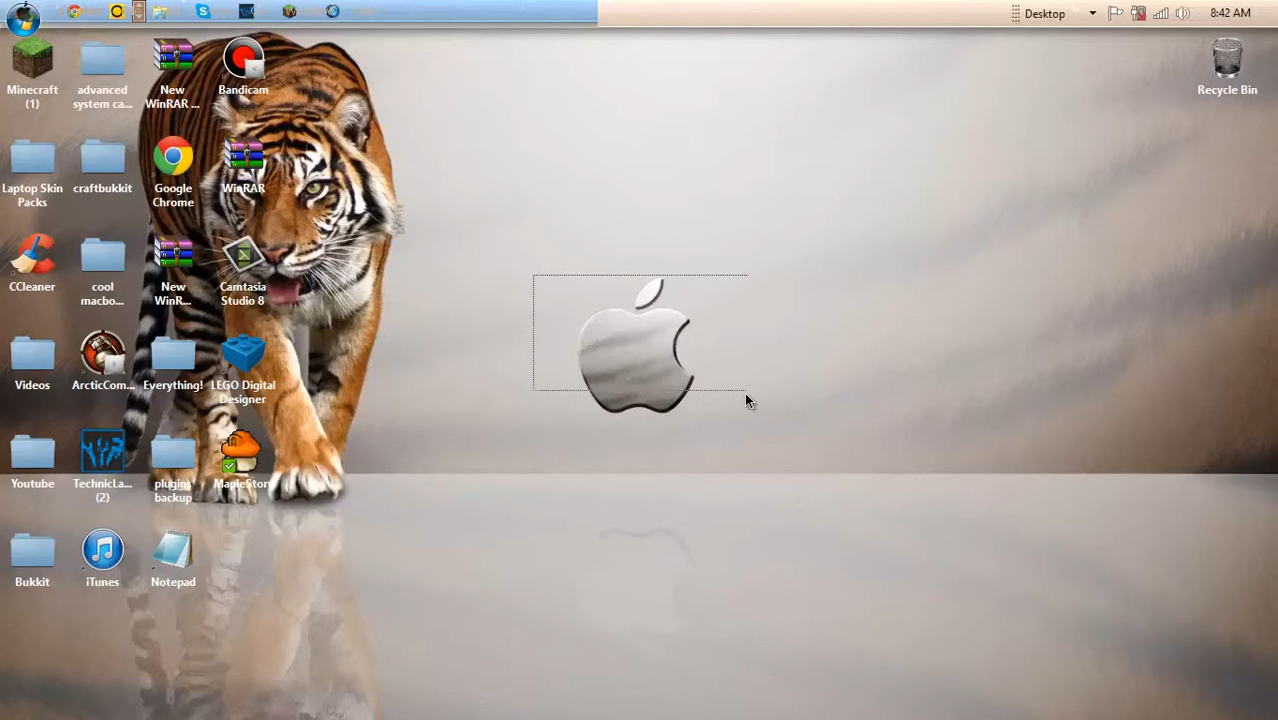 Desktop
8:42 AM
Minecraft
(1)
advanced
system ca...
New
WinRAR ...
Bandicam
Recycle Bin
Laptop Skin
Packs
craftbukkit
Google
Chrome
WinRAR
CCleaner
cool
macbo...
New
WinR...
Camtasia
Studio 8
Videos
ArcticCom...
Everything!
LEGO Digital
Designer
Youtube
TechnicLa...
(2)
plugins
backup
MapleStory
Bukkit
iTunes
Notepad